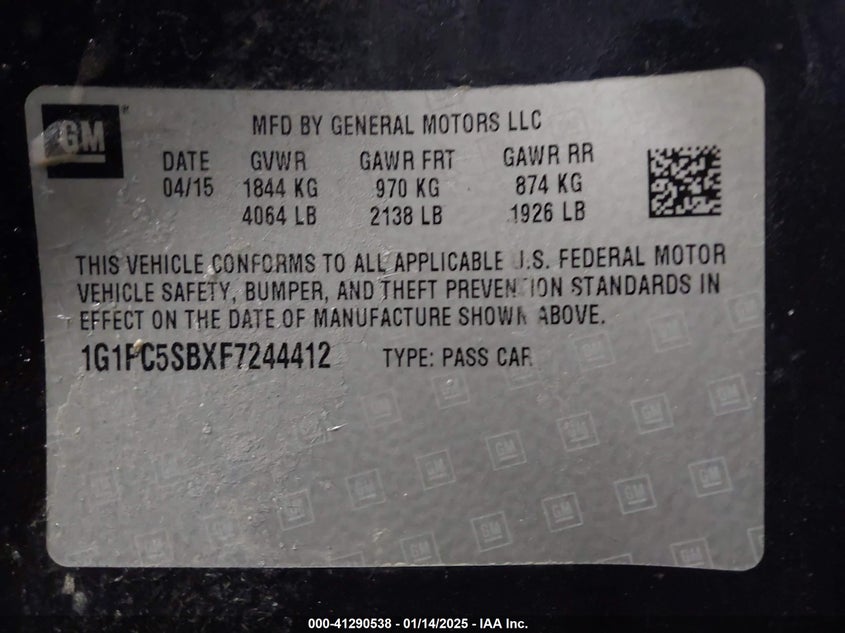 GM®
MFD BY GENERAL MOTORS LLC
DATE GVWR GAWR FRT GAWR RR
04/15 1844 KG 970 KG 874 KG
4064 LB 2138 LB 1926 LB
THIS VEHICLE CONFORMS TO ALL APPLICABLE U.S. FEDERAL MOTOR
VEHICLE SAFETY, BUMPER, AND THEFT PREVENTION STANDARDS IN
EFFECT ON THE DATE OF MANUFACTURE SHOWN ABOVE.
1G1PC5SBXF7244412 TYPE: PASS CAR
000-41290538 - 01/14/2025 - IAA Inc.